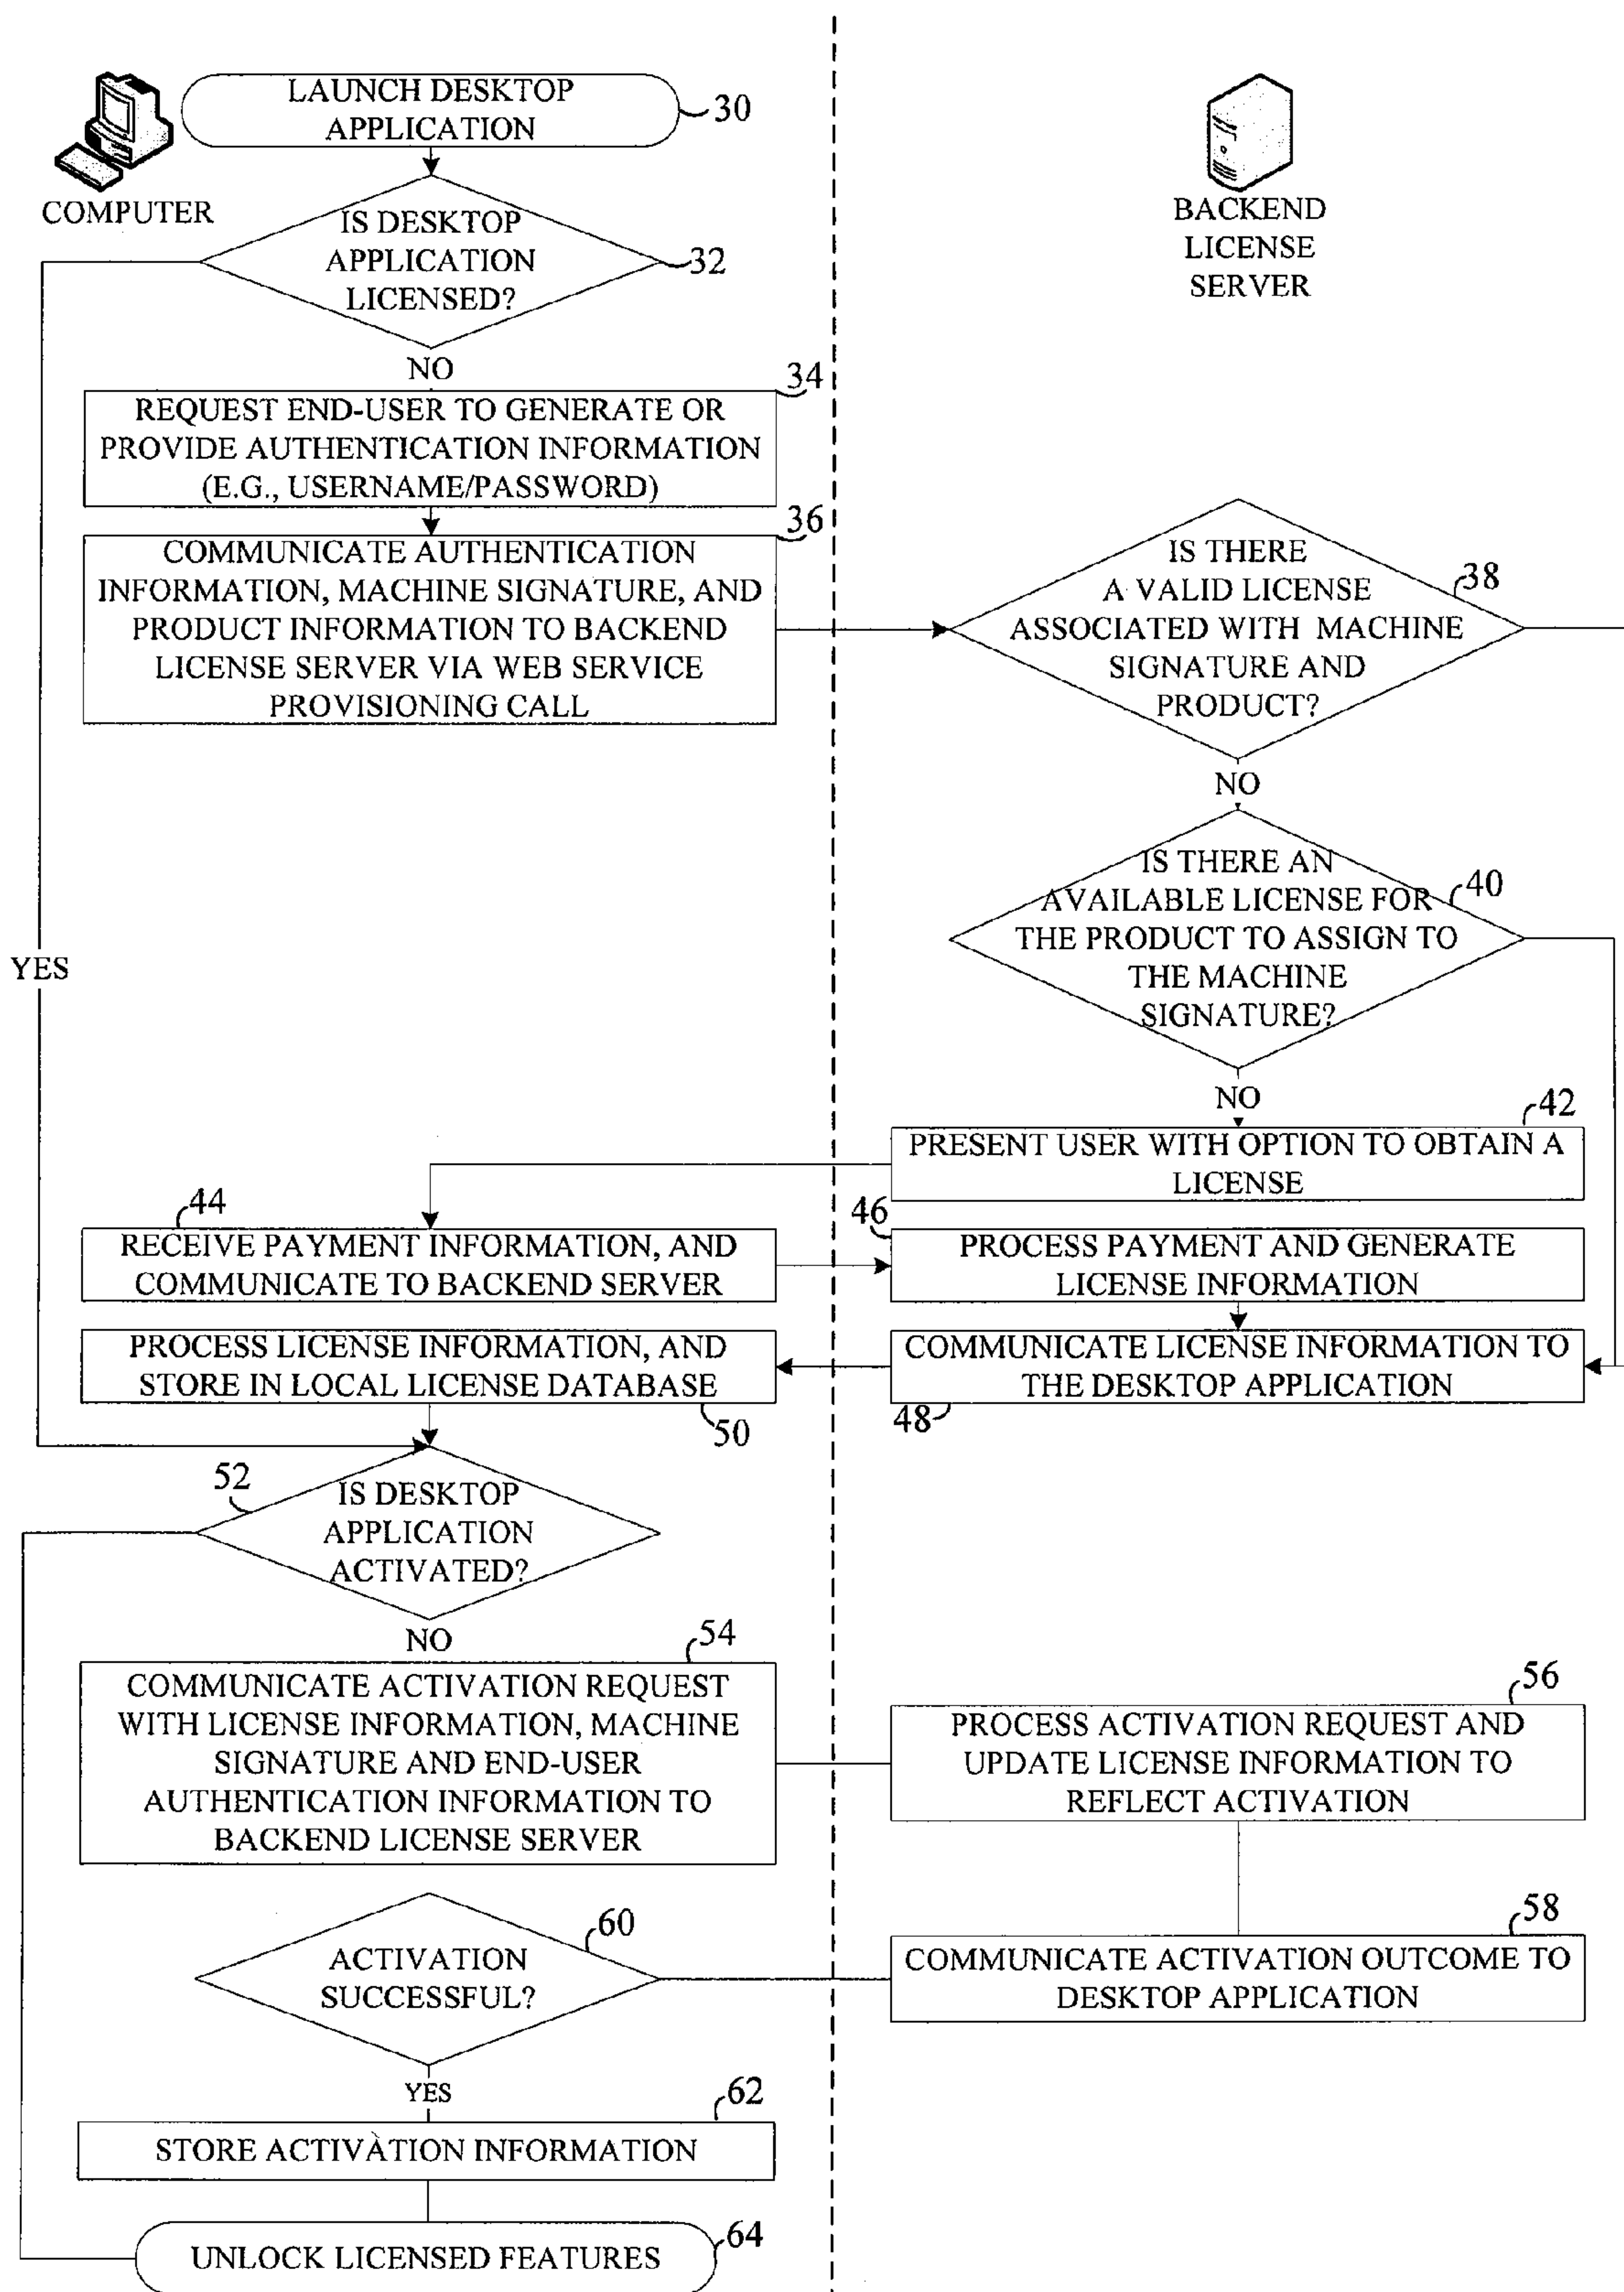 LAUNCH DESKTOP
APPLICATION
30
COMPUTER
IS DESKTOP
APPLICATION
LICENSED?
32
BACKEND
LICENSE
SERVER
NO
34
REQUEST END-USER TO GENERATE OR
PROVIDE AUTHENTICATION INFORMATION
(E.G., USERNAME/PASSWORD)
36
COMMUNICATE AUTHENTICATION
INFORMATION, MACHINE SIGNATURE, AND
PRODUCT INFORMATION TO BACKEND
LICENSE SERVER VIA WEB SERVICE
PROVISIONING CALL
IS THERE
A VALID LICENSE
ASSOCIATED WITH MACHINE
SIGNATURE AND
PRODUCT?
38
NO
IS THERE AN
AVAILABLE LICENSE FOR
THE PRODUCT TO ASSIGN TO
THE MACHINE
SIGNATURE?
40
YES
NO
42
PRESENT USER WITH OPTION TO OBTAIN A
LICENSE
44
RECEIVE PAYMENT INFORMATION, AND
COMMUNICATE TO BACKEND SERVER
46
PROCESS PAYMENT AND GENERATE
LICENSE INFORMATION
PROCESS LICENSE INFORMATION, AND
STORE IN LOCAL LICENSE DATABASE
50
COMMUNICATE LICENSE INFORMATION TO
THE DESKTOP APPLICATION
48
52
IS DESKTOP
APPLICATION
ACTIVATED?
NO
54
COMMUNICATE ACTIVATION REQUEST
WITH LICENSE INFORMATION, MACHINE
SIGNATURE AND END-USER
AUTHENTICATION INFORMATION TO
BACKEND LICENSE SERVER
56
PROCESS ACTIVATION REQUEST AND
UPDATE LICENSE INFORMATION TO
REFLECT ACTIVATION
58
COMMUNICATE ACTIVATION OUTCOME TO
DESKTOP APPLICATION
60
ACTIVATION
SUCCESSFUL?
YES
62
STORE ACTIVATION INFORMATION
64
UNLOCK LICENSED FEATURES